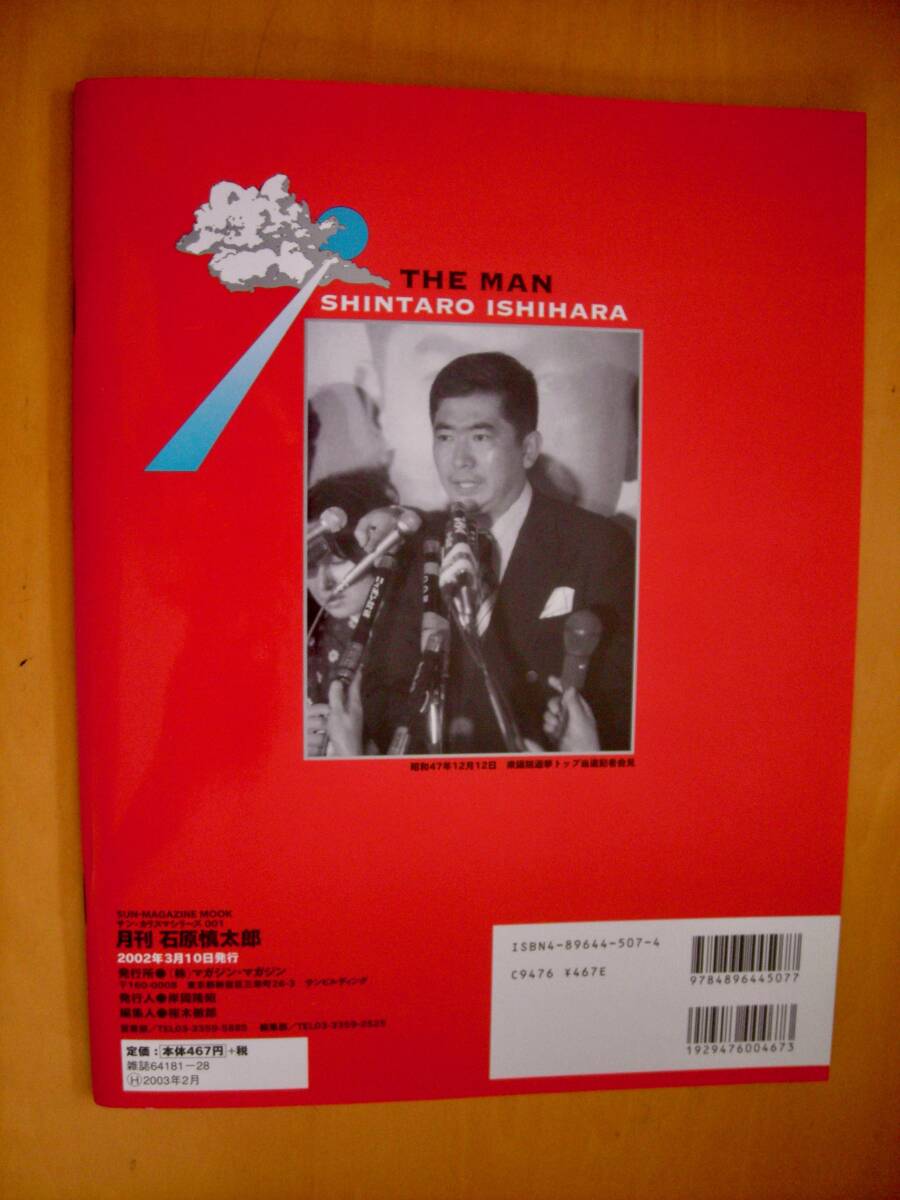 THE MAN
SHINTARO ISHIHARA
昭和47年12月12日 衆議院選挙トップ当選記者会見
SUN-MAGAZINE MOOK
サン・カリスマシリーズ 001
月刊 石原慎太郎
2002年3月10日発行
発行所●(株)マガジン・マガジン
〒160-0008 東京都新宿区三栄町26-3 サンビルディング
発行人●岸岡隆昭
編集人●桜木徹郎
営業部/TEL03-3359-5885 編集部/TEL03-3359-2525
定価:本体467円+税
雑誌64181-28
Ⓗ2003年2月
ISBN4-89644-507-4
C9476 ¥467E
9784896445077
1929476004673